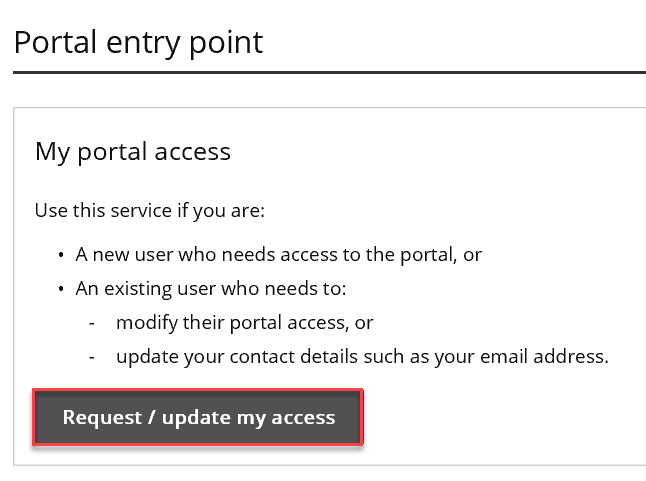 Portal entry point
My portal access
Use this service if you are:
• A new user who needs access to the portal, or
• An existing user who needs to:
- modify their portal access, or
- update your contact details such as your email address.
Request / update my access